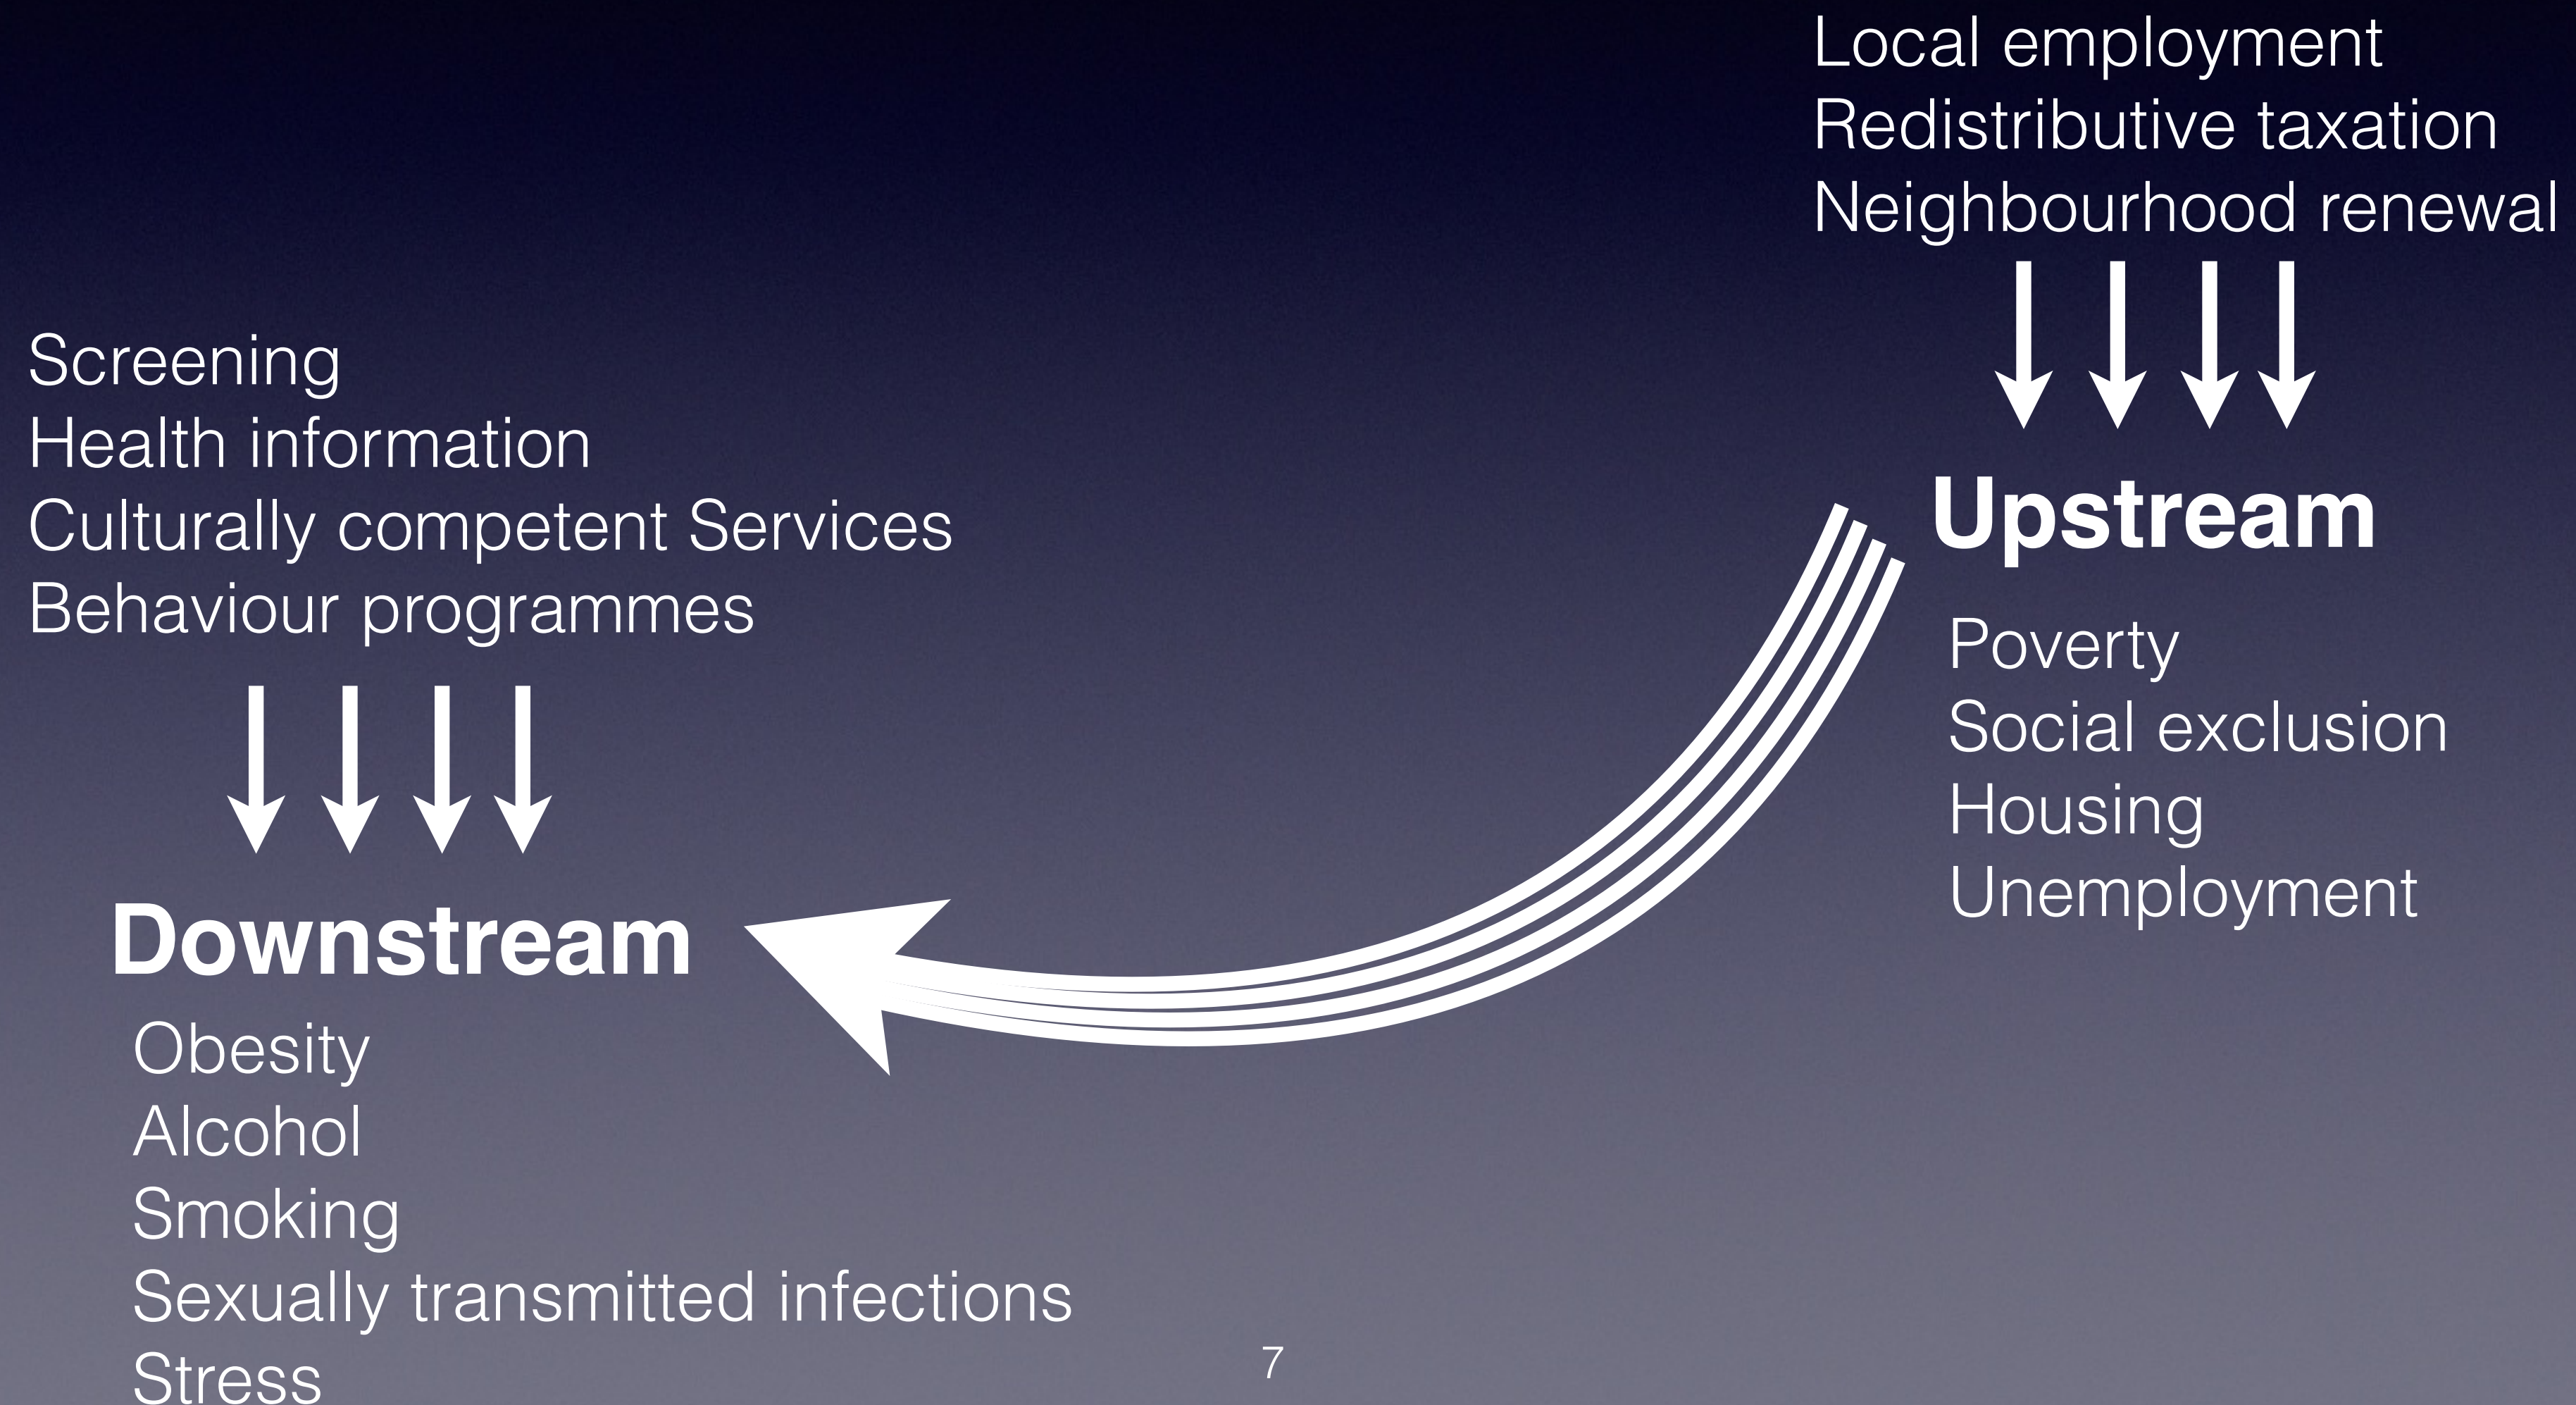 Local employment
Redistributive taxation
Neighbourhood renewal
Screening
Health information
Culturally competent Services
Behaviour programmes
Upstream
Poverty
Social exclusion
Housing
Unemployment
Downstream
Obesity
Alcohol
Smoking
Sexually transmitted infections
Stress
7